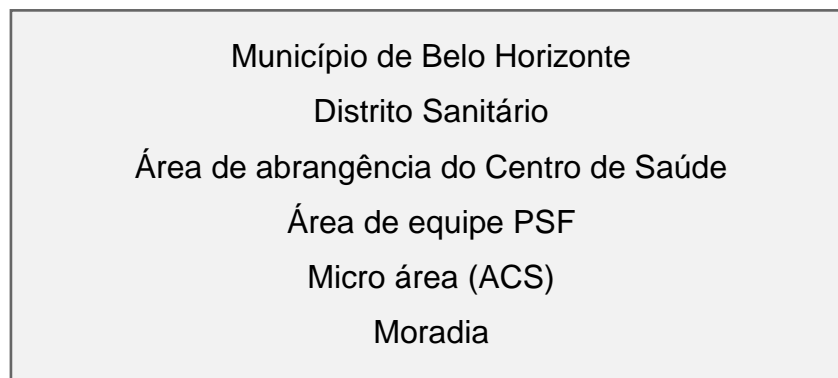 Município de Belo Horizonte
Distrito Sanitário
Área de abrangência do Centro de Saúde
Área de equipe PSF
Micro área (ACS)
Moradia